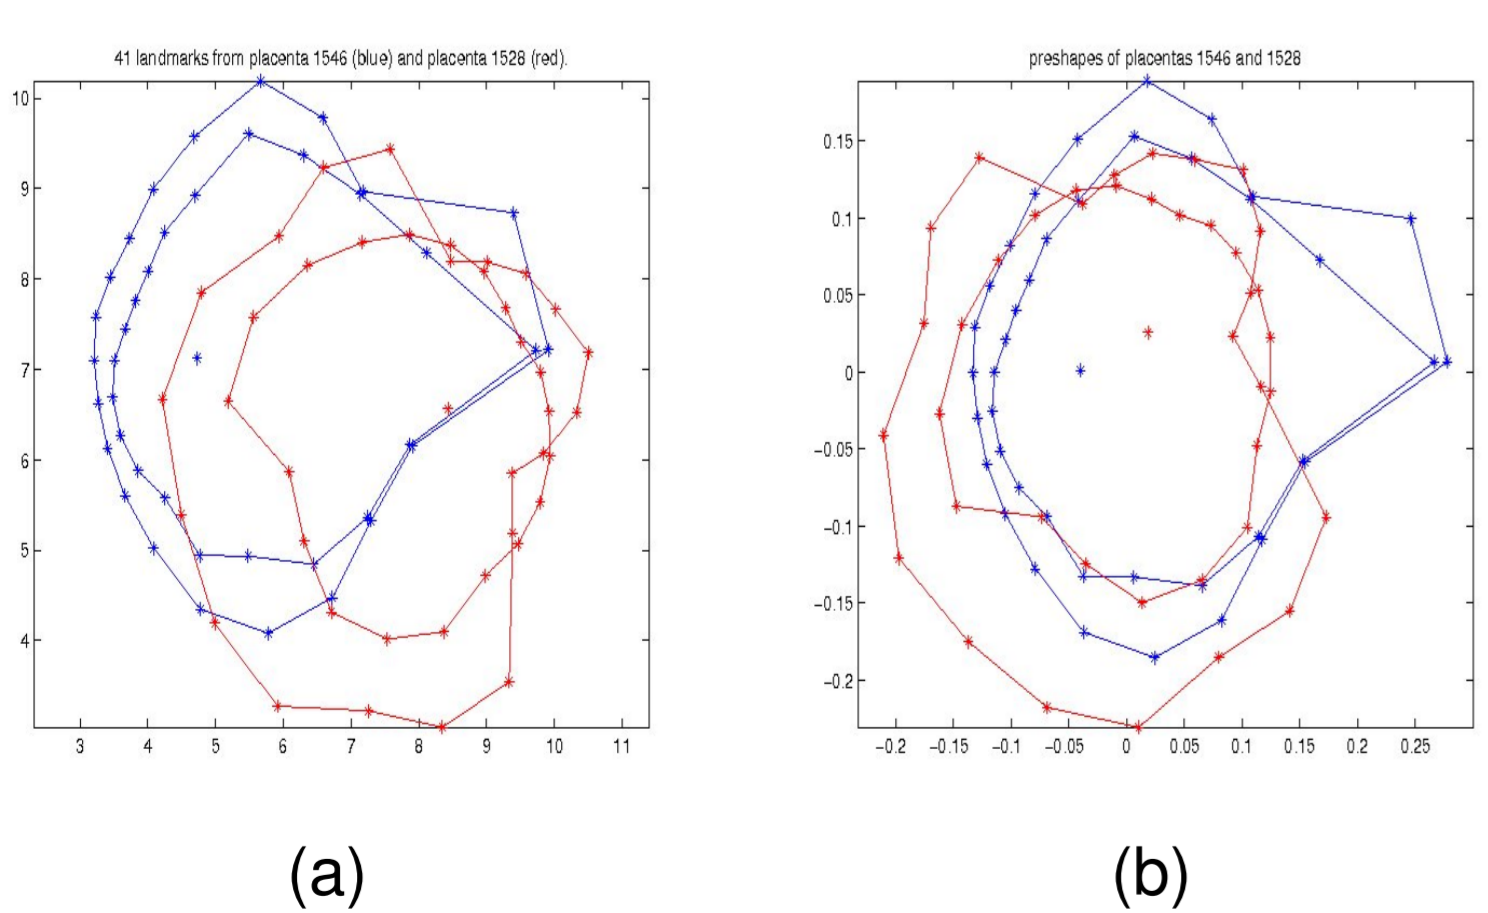 41 landmarks from placenta 1546 (blue) and placenta 1528 (red).
10
9
8
7
6
5
4
3 4 5 6 7 8 9 10 11
(a)
preshapes of placentas 1546 and 1528
0.15
0.1
0.05
0
−0.05
−0.1
−0.15
−0.2
−0.2 −0.15 −0.1 −0.05 0 0.05 0.1 0.15 0.2 0.25
(b)